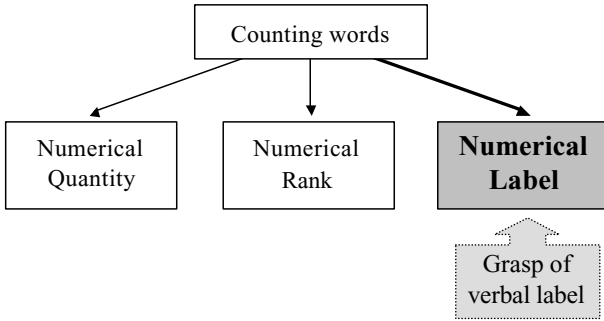 Counting words
Numerical
Quantity
Numerical
Rank
Numerical
Label
Grasp of
verbal label